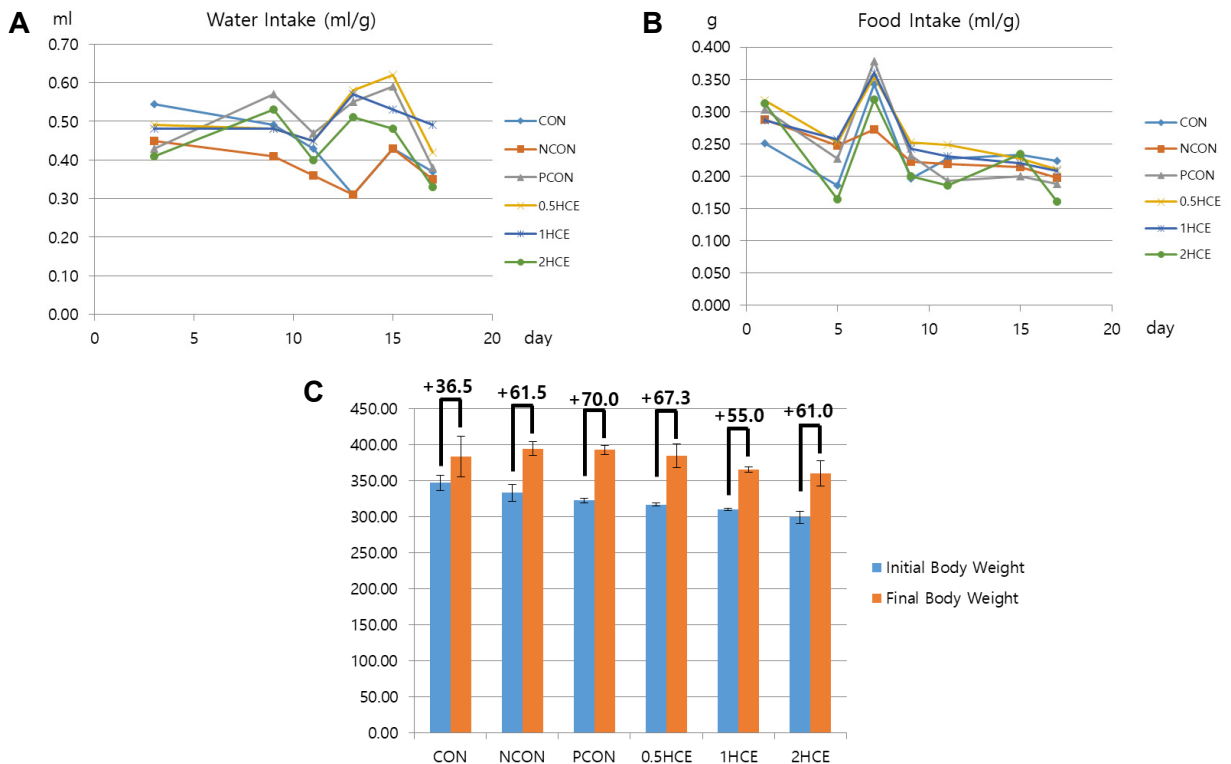 A
ml
Water Intake (ml/g)
0.70
0.60
0.50
0.40
0.30
0.20
0.10
0.00
0
5
10
15
20
day
CON
NCON
PCON
0.5HCE
1HCE
2HCE
B
g
Food Intake (ml/g)
0.400
0.350
0.300
0.250
0.200
0.150
0.100
0.050
0.000
0
5
10
15
20
day
CON
NCON
PCON
0.5HCE
1HCE
2HCE
C
+36.5
+61.5
+70.0
+67.3
+55.0
+61.0
450.00
400.00
350.00
300.00
250.00
200.00
150.00
100.00
50.00
0.00
CON
NCON
PCON
0.5HCE
1HCE
2HCE
Initial Body Weight
Final Body Weight